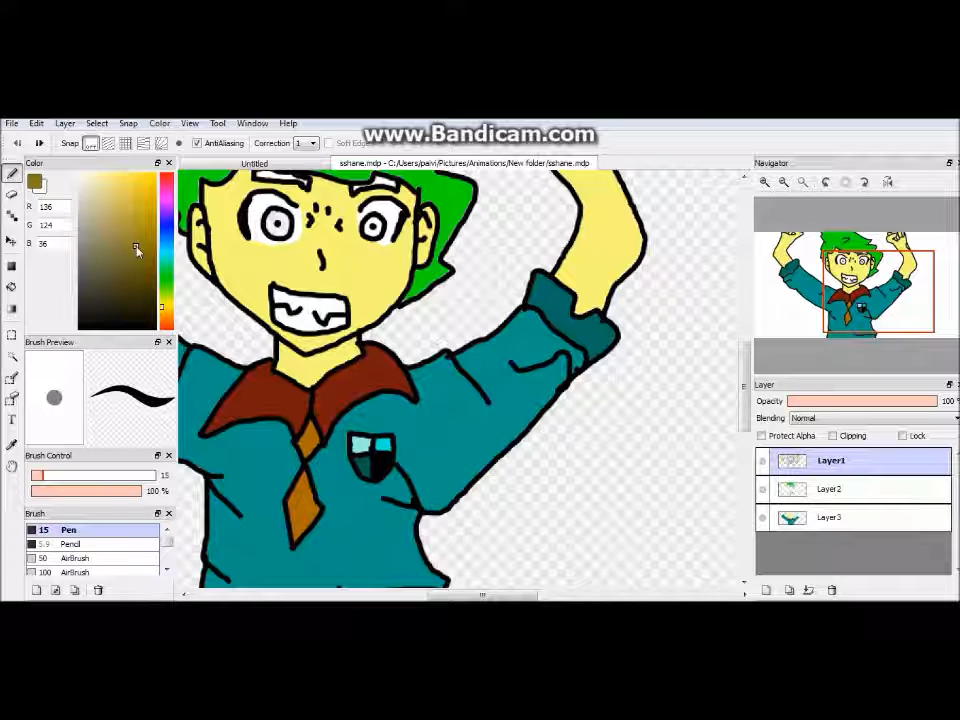 www.Bandicam.com
File Edit Layer Select Snap Color View Tool Window Help
Snap OFF AntiAliasing Correction 1 Soft Edge
Color
Untitled
sshane.mdp - C:/Users/paivi/Pictures/Animations/New folder/sshane.mdp
Navigator
R 136
G 124
B 36
Brush Preview
Brush Control
15
100 %
Brush
15 Pen
5.9 Pencil
50 AirBrush
100 AirBrush
Layer
Opacity 100 %
Blending Normal
Protect Alpha Clipping Lock
Layer1
Layer2
Layer3